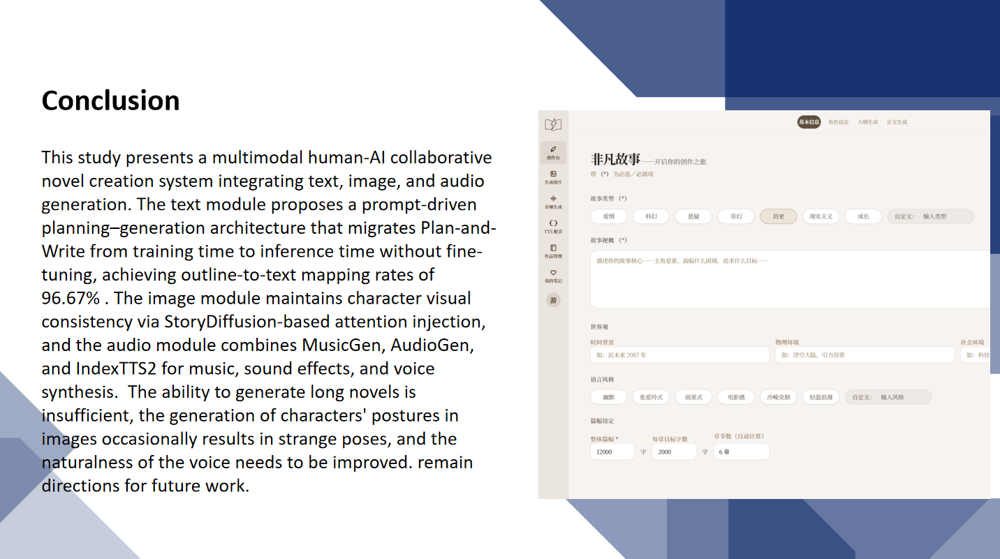 Conclusion
This study presents a multimodal human-AI collaborative
novel creation system integrating text, image, and audio
generation. The text module proposes a prompt-driven
planning–generation architecture that migrates Plan-and-
Write from training time to inference time without fine-
tuning, achieving outline-to-text mapping rates of
96.67% . The image module maintains character visual
consistency via StoryDiffusion-based attention injection,
and the audio module combines MusicGen, AudioGen,
and IndexTTS2 for music, sound effects, and voice
synthesis.  The ability to generate long novels is
insufficient, the generation of characters' postures in
images occasionally results in strange poses, and the
naturalness of the voice needs to be improved. remain
directions for future work.
基本信息 角色设定 大纲生成 正文生成
创作台
生成图片
音频生成
TTS 配音
作品管理
我的笔记
游
非凡故事——开启你的创作之旅
带 (*) 为必选／必填项
故事类型 (*)
爱情 科幻 悬疑 奇幻 历史 现实主义 成长 自定义: 输入类型
故事梗概 (*)
描述你的故事核心——主角是谁，面临什么困境，追求什么目标……
世界观
时间背景 物理环境 社会环境
如: 近未来 2087 年 如: 浮空大陆，引力异常 如: 科技
语言风格
幽默 张爱玲式 雨果式 电影感 冷峻克制 轻盈浪漫 自定义: 输入风格
篇幅设定
整体篇幅 * 每章目标字数 章节数 (自动计算)
12000 字 2000 字 6 章